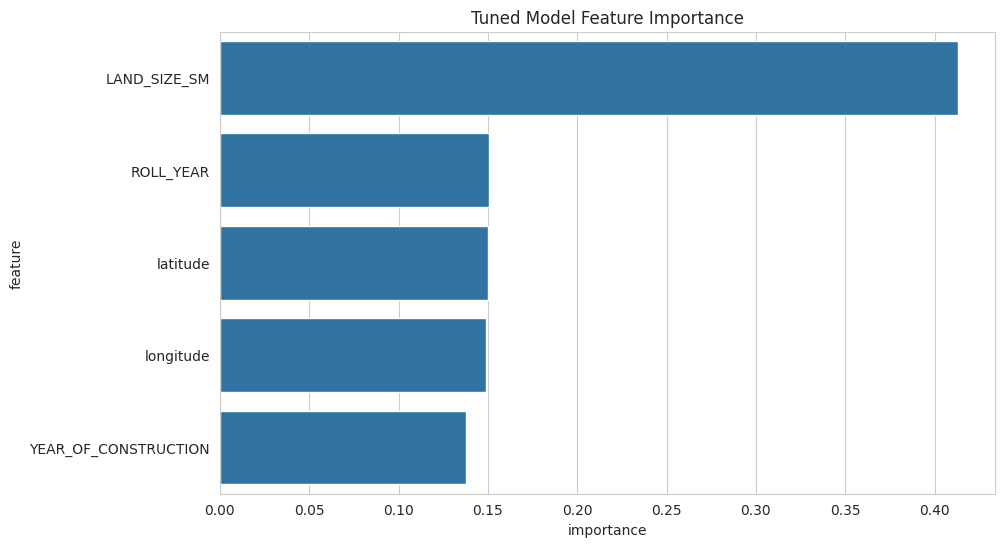 Tuned Model Feature Importance
LAND_SIZE_SM
ROLL_YEAR
latitude
longitude
YEAR_OF_CONSTRUCTION
feature
0.00 0.05 0.10 0.15 0.20 0.25 0.30 0.35 0.40
importance